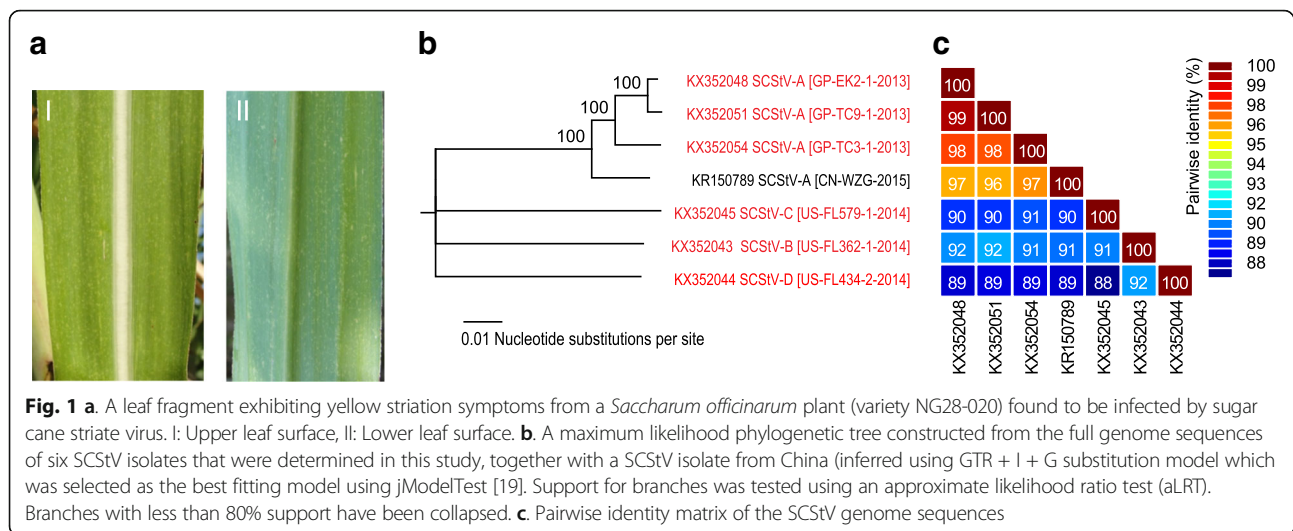 a
b
c
I
II
100
100
100
KX352048 SCStV-A [GP-EK2-1-2013]
KX352051 SCStV-A [GP-TC9-1-2013]
KX352054 SCStV-A [GP-TC3-1-2013]
KR150789 SCStV-A [CN-WZG-2015]
KX352045 SCStV-C [US-FL579-1-2014]
KX352043 SCStV-B [US-FL362-1-2014]
KX352044 SCStV-D [US-FL434-2-2014]
0.01 Nucleotide substitutions per site
100
99 100
98 98 100
97 96 97 100
90 90 91 90 100
92 92 91 91 91 100
89 89 89 89 88 92 100
KX352048
KX352051
KX352054
KR150789
KX352045
KX352043
KX352044
Pairwise identity (%)
100
99
98
96
95
94
93
92
90
89
88
Fig. 1 a. A leaf fragment exhibiting yellow striation symptoms from a Saccharum officinarum plant (variety NG28-020) found to be infected by sugar
cane striate virus. I: Upper leaf surface, II: Lower leaf surface. b. A maximum likelihood phylogenetic tree constructed from the full genome sequences
of six SCStV isolates that were determined in this study, together with a SCStV isolate from China (inferred using GTR + I + G substitution model which
was selected as the best fitting model using jModelTest [19]. Support for branches was tested using an approximate likelihood ratio test (aLRT).
Branches with less than 80% support have been collapsed. c. Pairwise identity matrix of the SCStV genome sequences